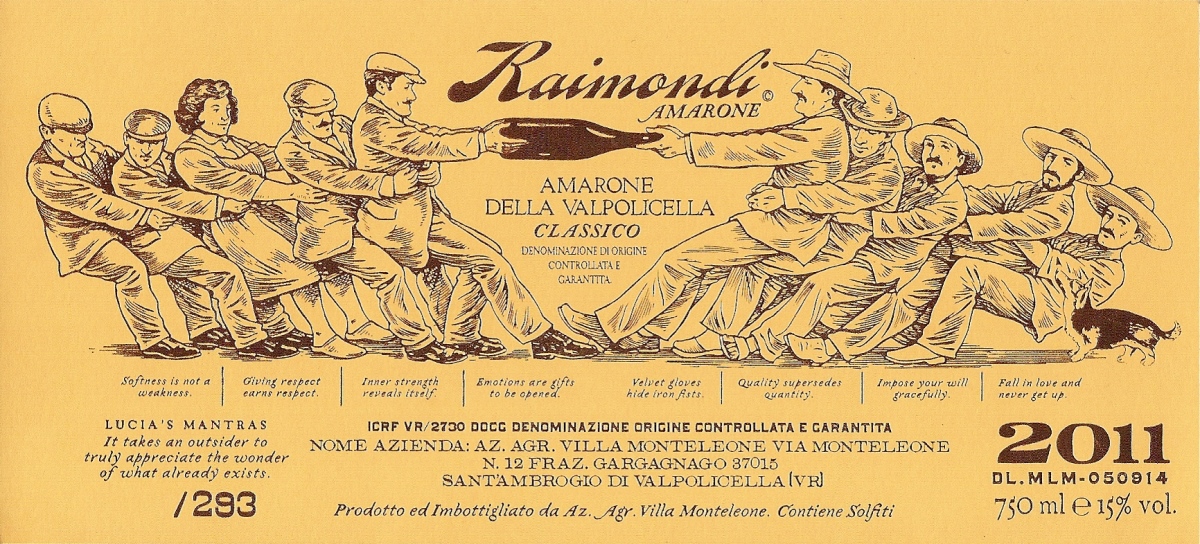 Raimondi ©
AMARONE
AMARONE
DELLA VALPOLICELLA
CLASSICO
DENOMINAZIONE DI ORIGINE
CONTROLLATA E
GARANTITA.
Softness is not a
weakness.
Giving respect
earns respect.
Inner strength
reveals itself.
Emotions are gifts
to be opened.
Velvet gloves
hide iron fists.
Quality supersedes
quantity.
Impose your will
gracefully.
Fall in love and
never get up.
LUCIA'S MANTRAS
It takes an outsider to
truly appreciate the wonder
of what already exists.
/293
ICRF VR/2730 DOCG DENOMINAZIONE ORIGINE CONTROLLATA E GARANTITA
NOME AZIENDA: AZ. AGR. VILLA MONTELEONE VIA MONTELEONE
N. 12 FRAZ. GARGAGNAGO 37015
SANT'AMBROGIO DI VALPOLICELLA (VR)
Prodotto ed Imbottigliato da Az. Agr. Villa Monteleone. Contiene Solfiti
2011
DL.MLM-050914
750 ml e 15% vol.